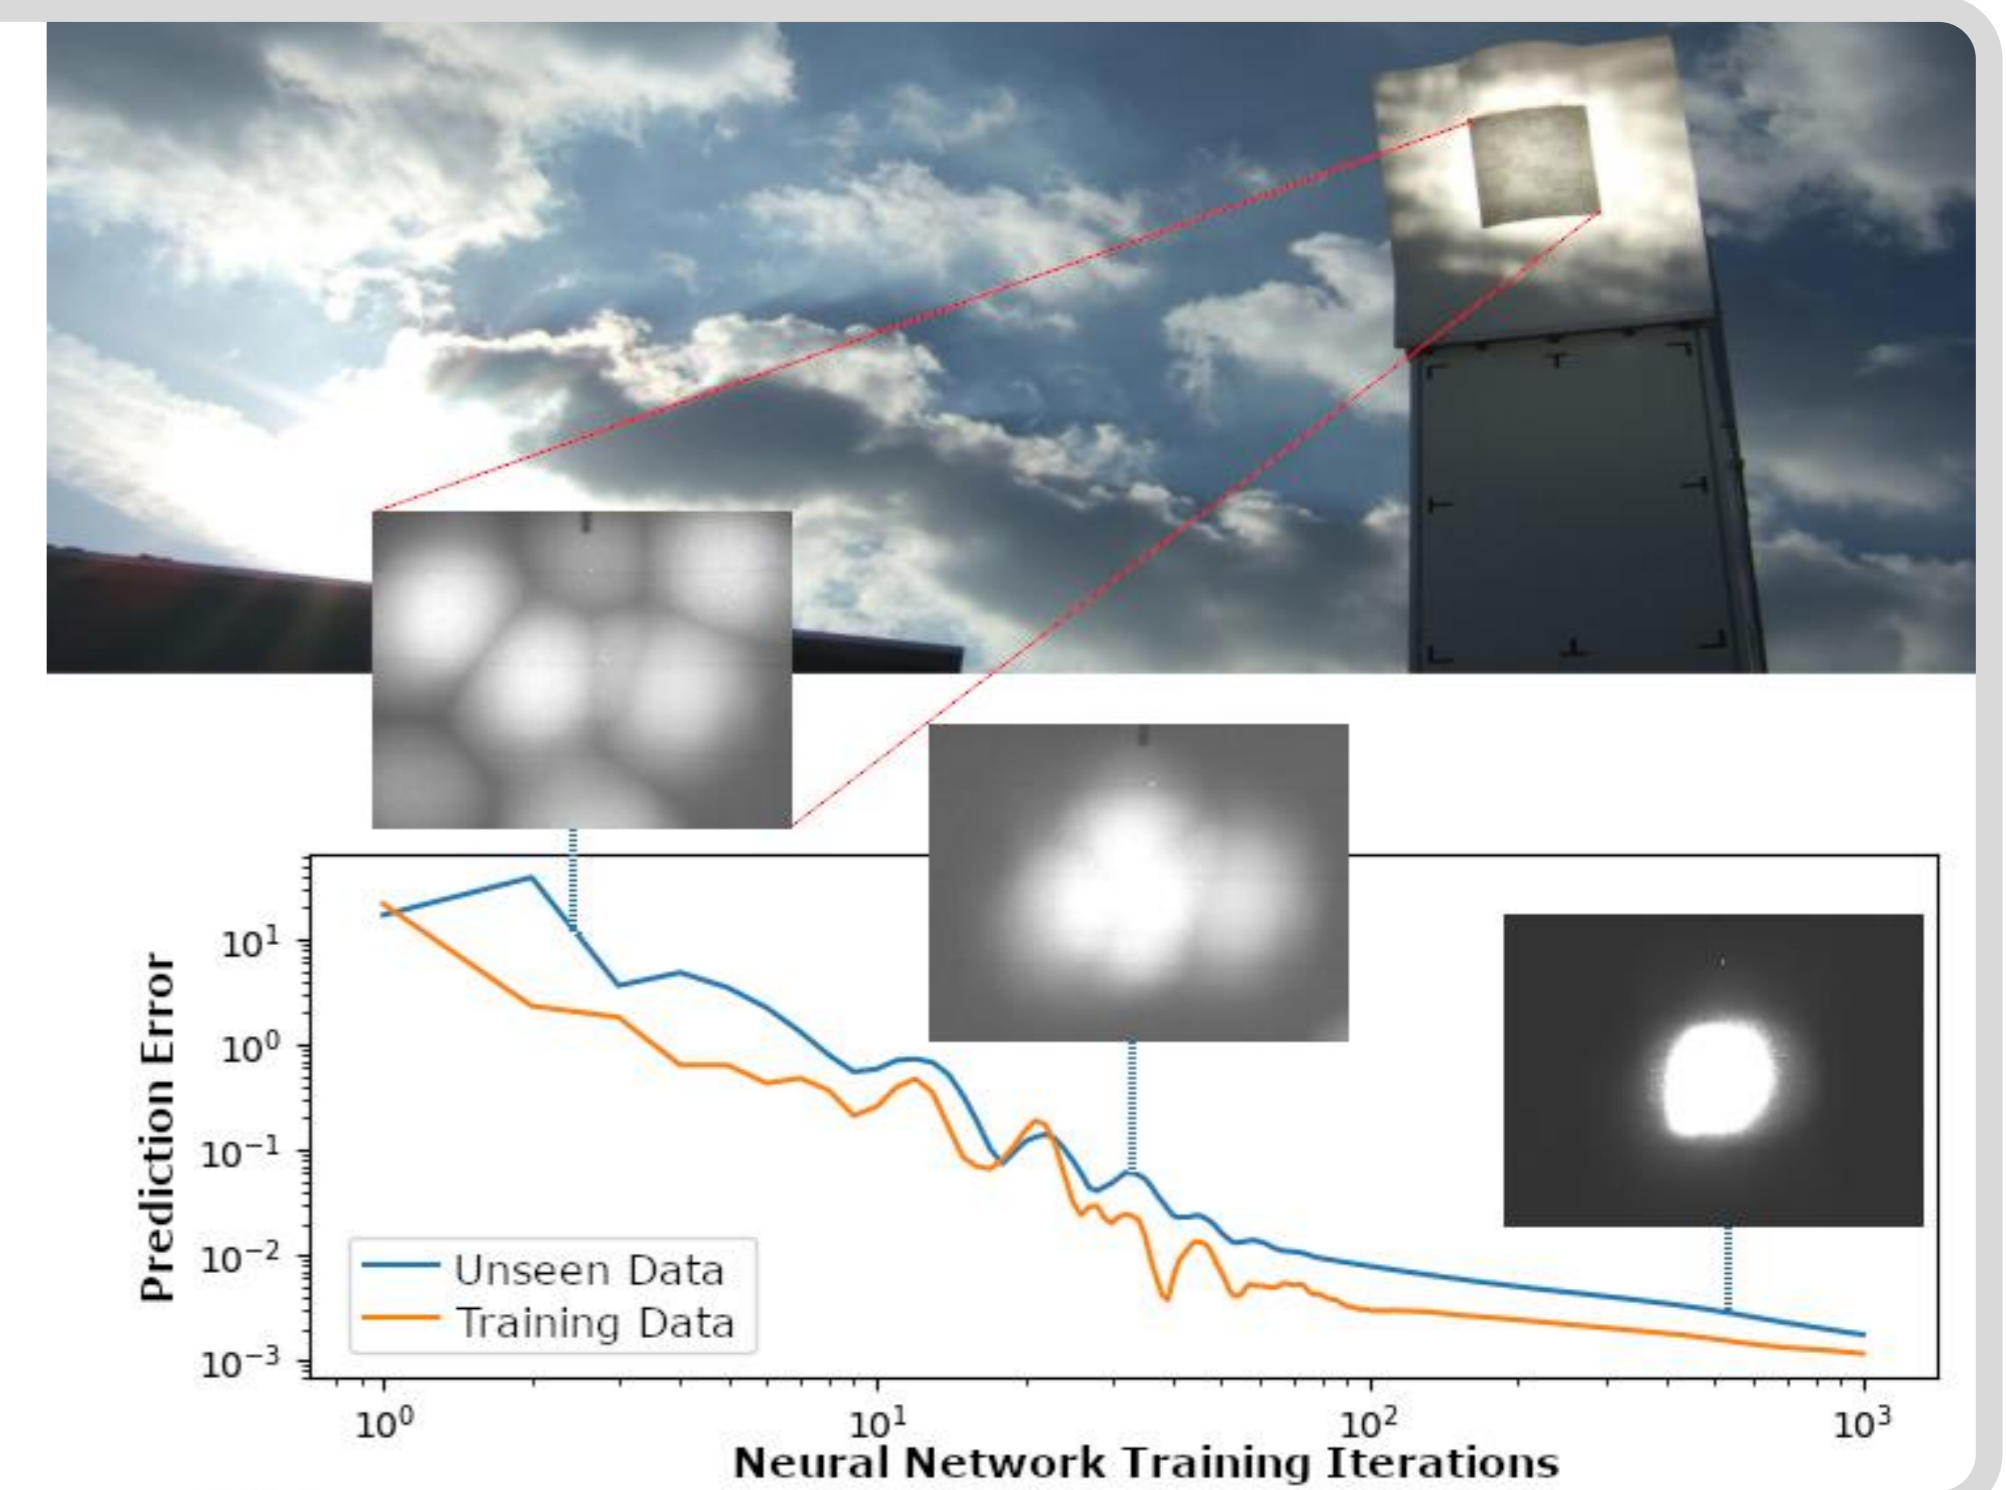 10¹
10⁰
10⁻¹
10⁻²
10⁻³
Prediction Error
Unseen Data
Training Data
10⁰
10¹
10²
10³
Neural Network Training Iterations